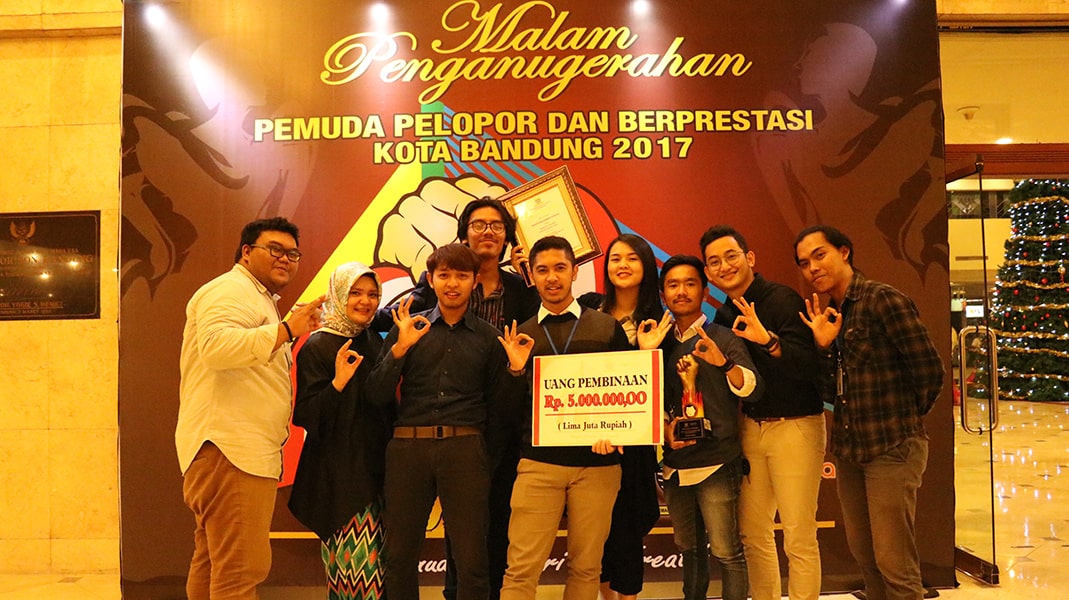 Malam
Penganugerahan
PEMUDA PELOPOR DAN BERPRESTASI
KOTA BANDUNG 2017
UANG PEMBINAAN
Rp. 5.000.000,00
( Lima Juta Rupiah )